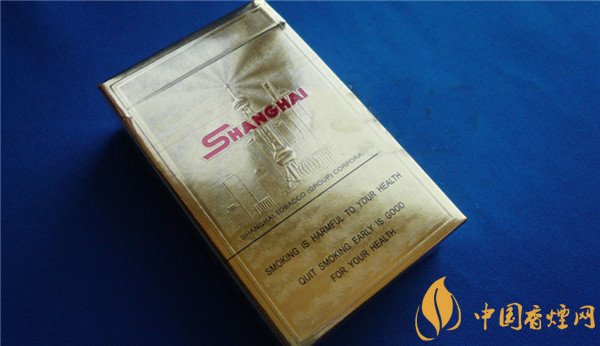 SHANGHAI
SHANGHAI TOBACCO (GROUP) CORPORA
SMOKING IS HARMFUL TO YOUR HEALTH
QUIT SMOKING EARLY IS GOOD
FOR YOUR HEALTH
中国香煙网